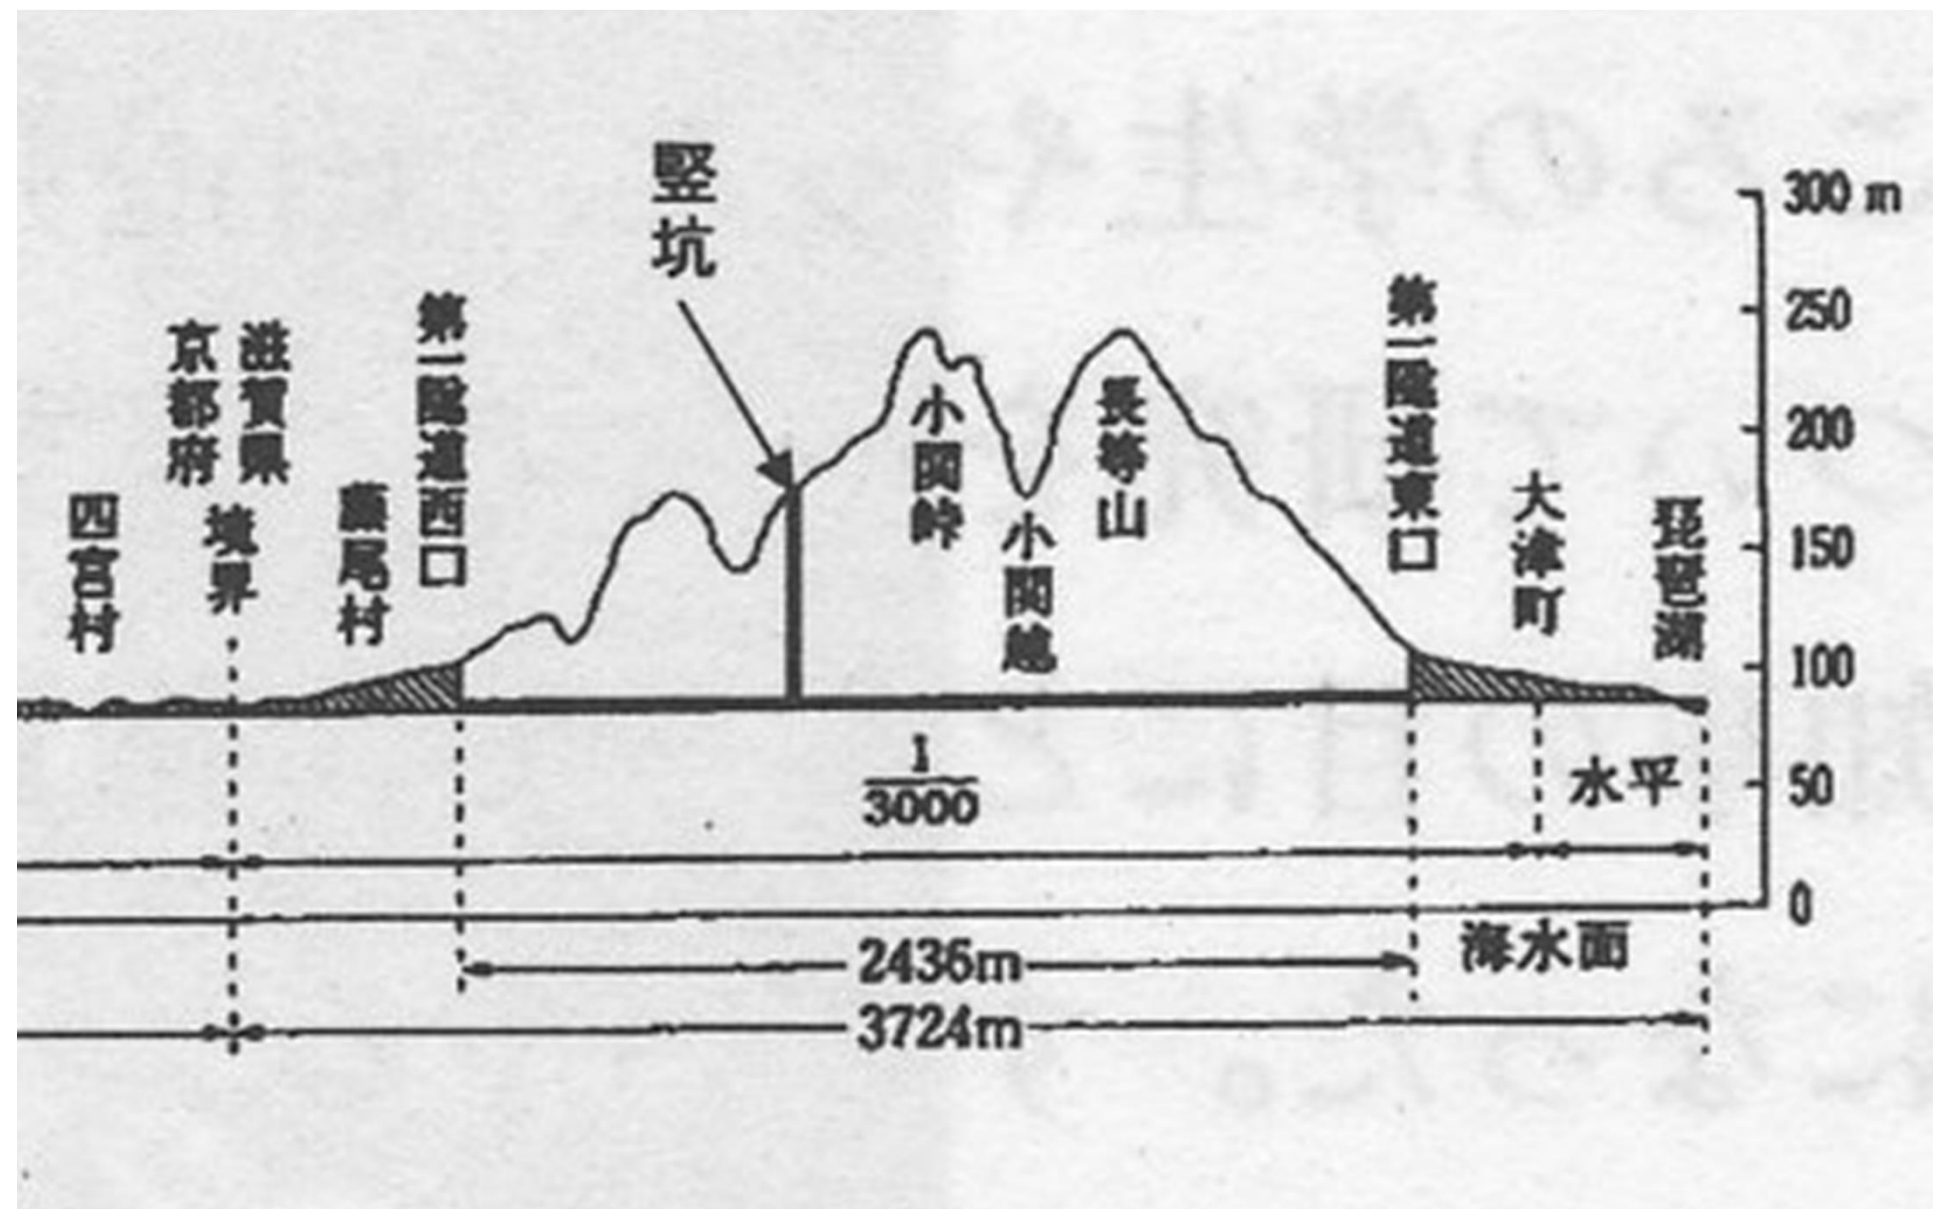 竪坑
300 m
250
200
150
100
50
0
四宮村
京都府
滋賀県
境界
藤尾村
第一隧道西口
小関峠
小関越
長等山
第一隧道東口
大津町
琵琶湖
1
3000
水平
海水面
2436m
3724m